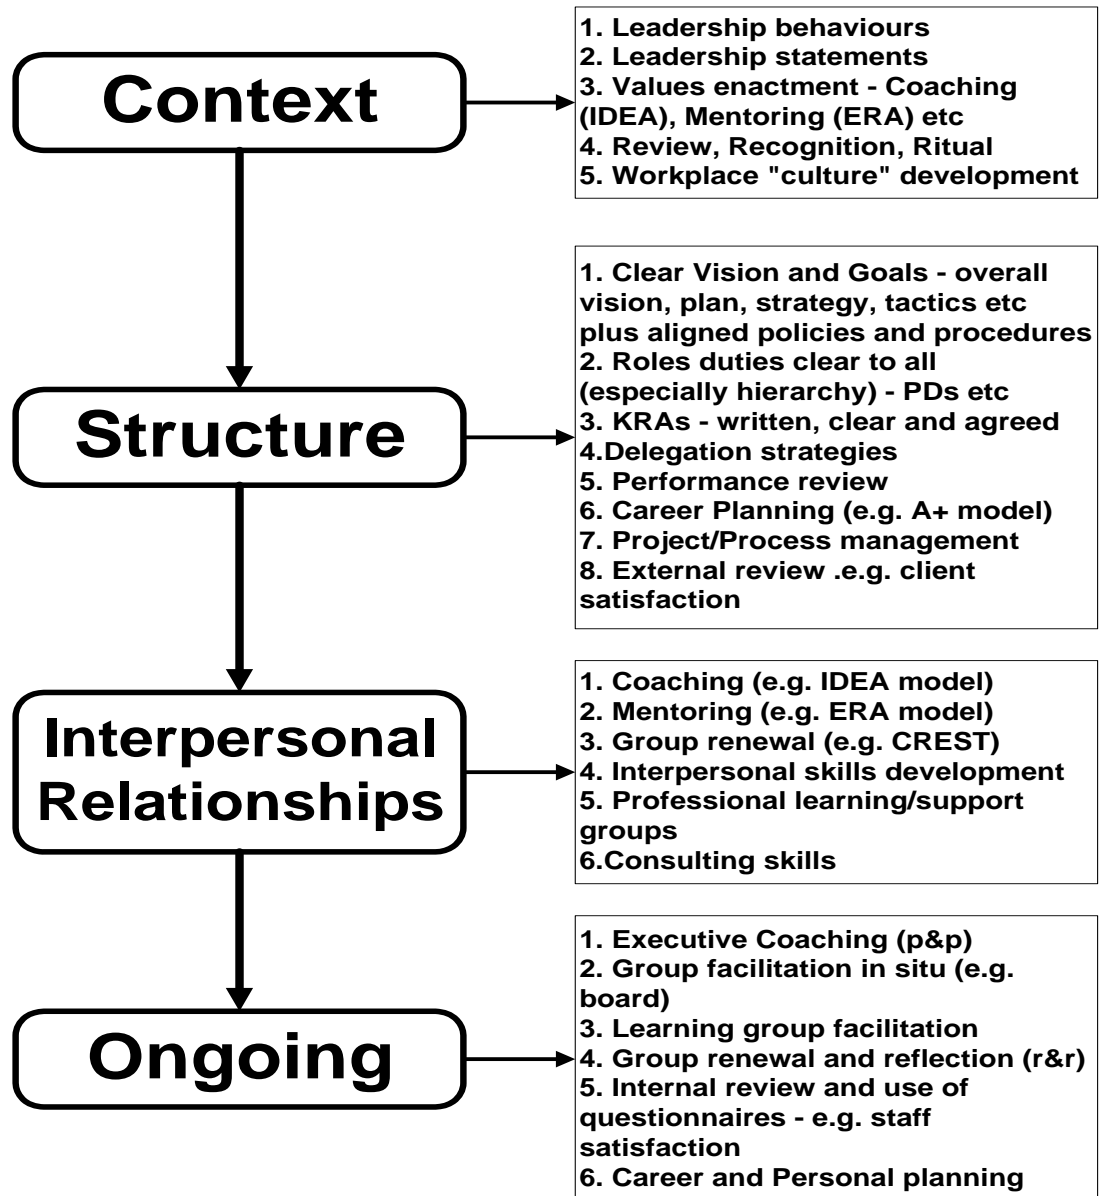 Context
1. Leadership behaviours
2. Leadership statements
3. Values enactment - Coaching
(IDEA), Mentoring (ERA) etc
4. Review, Recognition, Ritual
5. Workplace "culture" development
Structure
1. Clear Vision and Goals - overall
vision, plan, strategy, tactics etc
plus aligned policies and procedures
2. Roles duties clear to all
(especially hierarchy) - PDs etc
3. KRAs - written, clear and agreed
4.Delegation strategies
5. Performance review
6. Career Planning (e.g. A+ model)
7. Project/Process management
8. External review .e.g. client
satisfaction
Interpersonal
Relationships
1. Coaching (e.g. IDEA model)
2. Mentoring (e.g. ERA model)
3. Group renewal (e.g. CREST)
4. Interpersonal skills development
5. Professional learning/support
groups
6.Consulting skills
Ongoing
1. Executive Coaching (p&p)
2. Group facilitation in situ (e.g.
board)
3. Learning group facilitation
4. Group renewal and reflection (r&r)
5. Internal review and use of
questionnaires - e.g. staff
satisfaction
6. Career and Personal planning